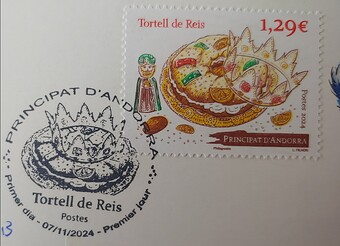 Tortell de Reis
1,29€
Postes 2024
PRINCIPAT D'ANDORRA
PRINCIPAT D'ANDORRA
Tortell de Reis
Postes
Primer dia - 07/11/2024 - Premier jour